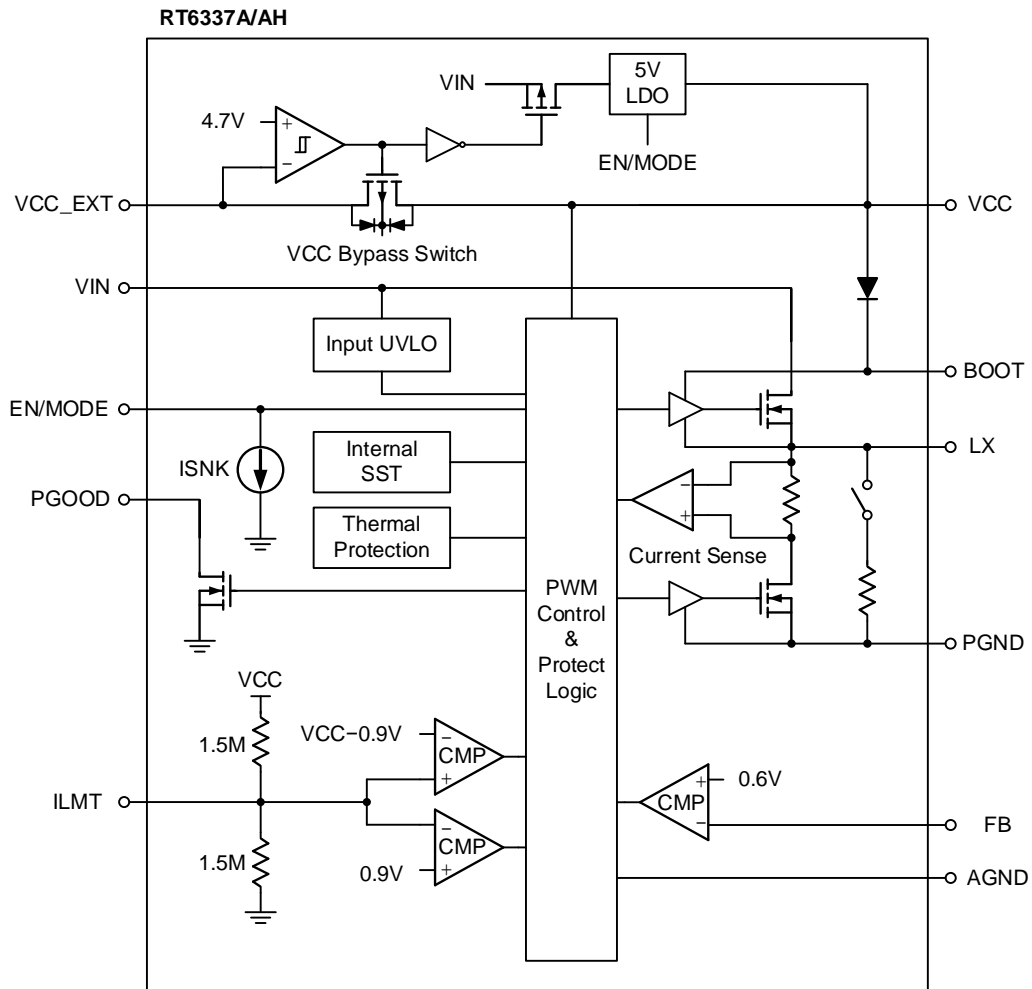 RT6337A/AH
VIN
5V
LDO
4.7V
+
−
EN/MODE
VCC_EXT
VCC
VCC Bypass Switch
VIN
Input UVLO
BOOT
EN/MODE
LX
ISNK
Internal
SST
PGOOD
−
+
Thermal
Protection
Current Sense
PWM
Control
&
Protect
Logic
PGND
VCC
1.5M
VCC−0.9V
−
CMP
+
ILMT
+
0.6V
CMP
−
FB
−
CMP
+
1.5M
0.9V
AGND